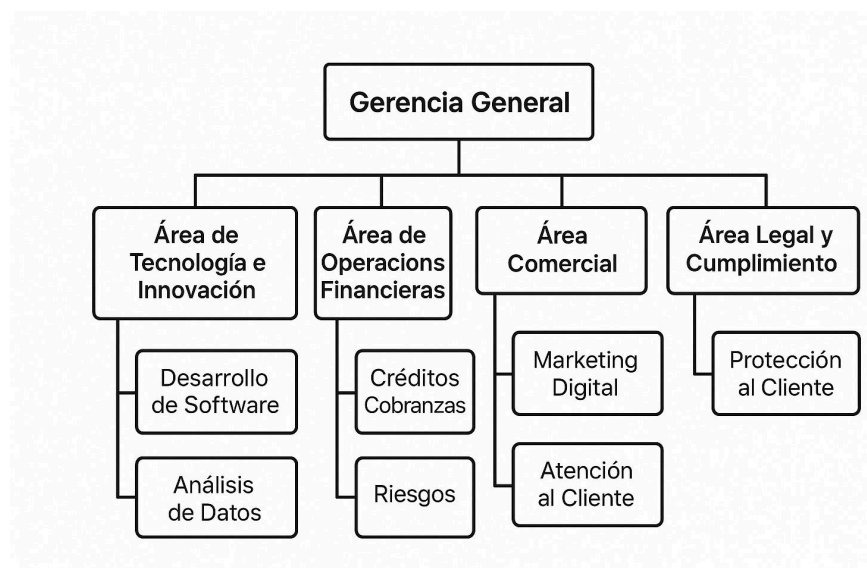 Gerencia General
Área de
Tecnología e
Innovación
Área de
Operacions
Financieras
Área
Comercial
Área Legal y
Cumplimiento
Desarrollo
de Software
Análisis
de Datos
Créditos
Cobranzas
Riesgos
Marketing
Digital
Atención
al Cliente
Protección
al Cliente